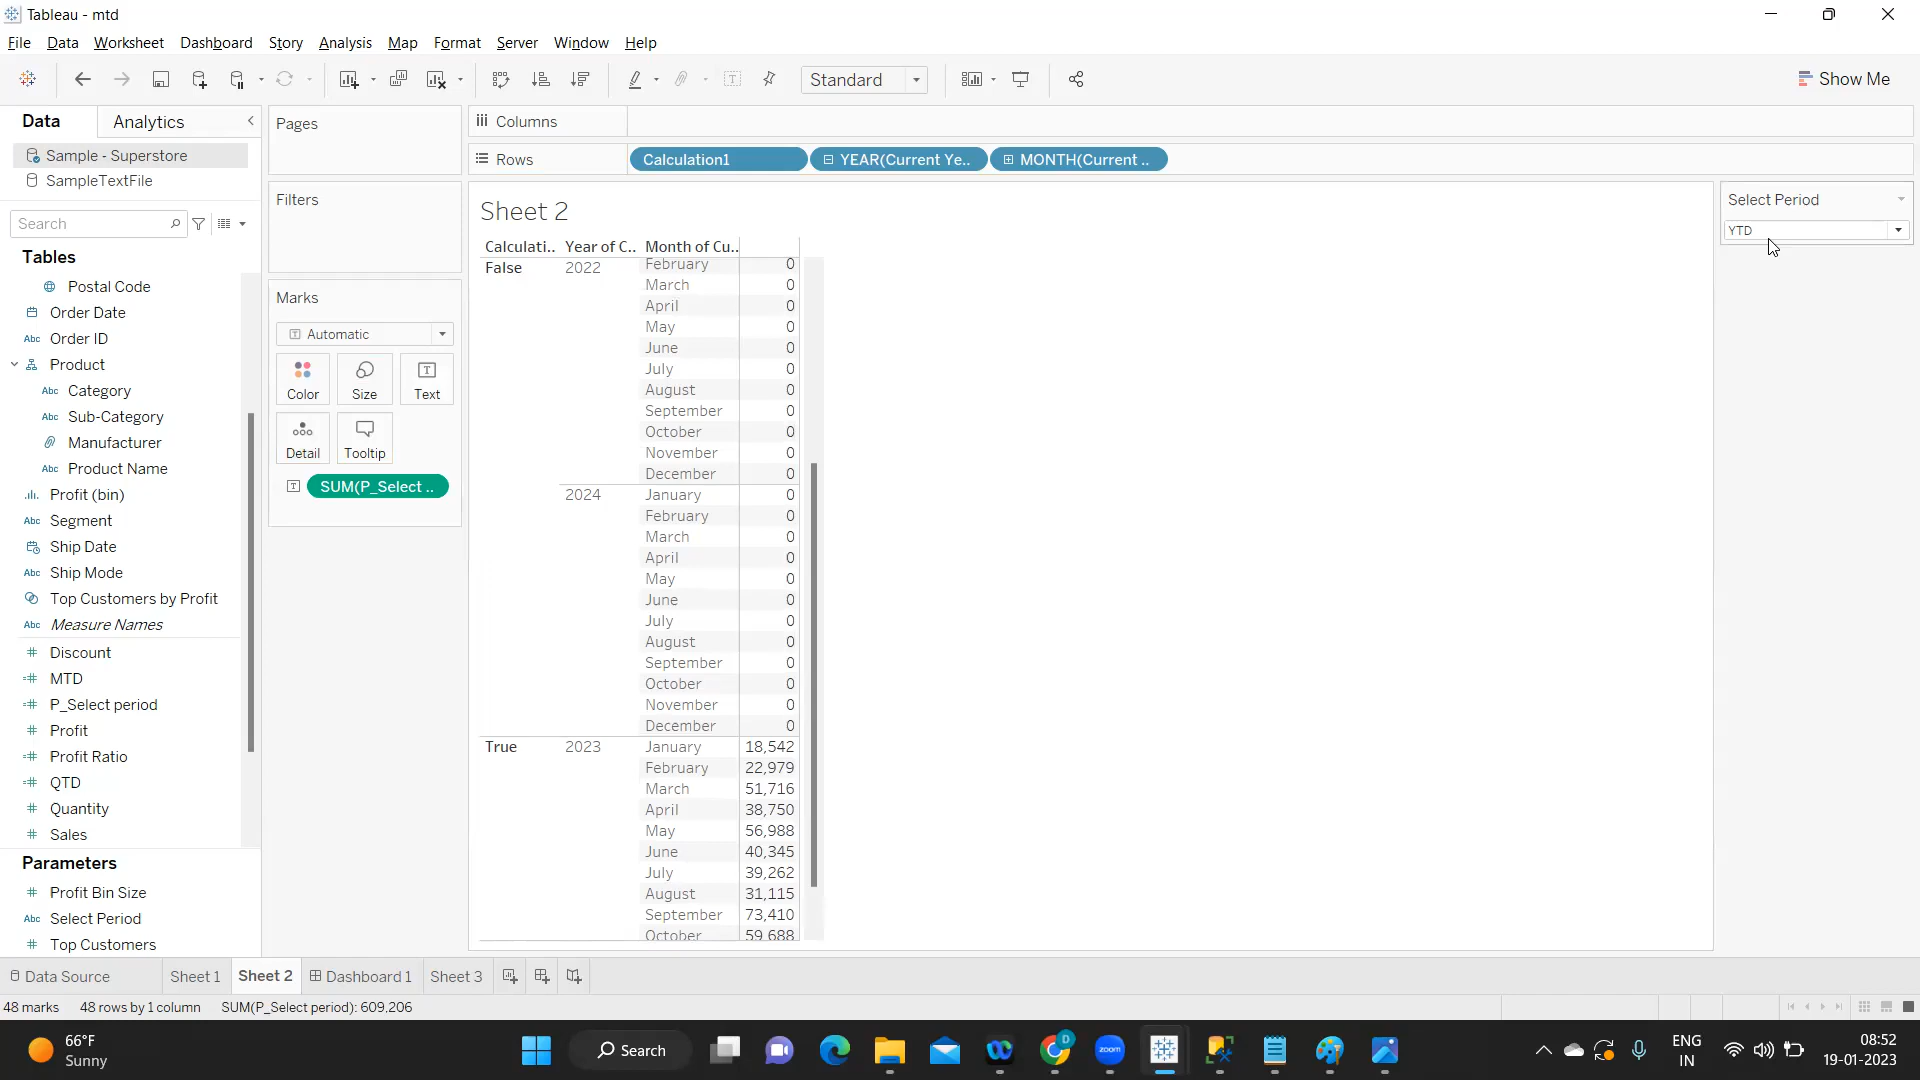 Tableau - mtd
File Data Worksheet Dashboard Story Analysis Map Format Server Window Help
Standard
Show Me
Data
Analytics
Sample - Superstore
SampleTextFile
Search
Tables
Postal Code
Order Date
Abc Order ID
Product
Abc Category
Abc Sub-Category
Manufacturer
Abc Product Name
Profit (bin)
Abc Segment
Ship Date
Abc Ship Mode
Top Customers by Profit
Abc Measure Names
# Discount
=# MTD
=# P_Select period
# Profit
=# Profit Ratio
=# QTD
# Quantity
# Sales
Parameters
# Profit Bin Size
Abc Select Period
# Top Customers
Pages
Filters
Marks
Automatic
Color Size Text
Detail Tooltip
SUM(P_Select ..
Columns
Rows Calculation1 YEAR(Current Ye.. MONTH(Current ..
Sheet 2
Calculati.. Year of C.. Month of Cu..
False 2022 February 0
March 0
April 0
May 0
June 0
July 0
August 0
September 0
October 0
November 0
December 0
2024 January 0
February 0
March 0
April 0
May 0
June 0
July 0
August 0
September 0
October 0
November 0
December 0
True 2023 January 18,542
February 22,979
March 51,716
April 38,750
May 56,988
June 40,345
July 39,262
August 31,115
September 73,410
October 59,688
Select Period
YTD
Data Source Sheet 1 Sheet 2 Dashboard 1 Sheet 3
48 marks 48 rows by 1 column SUM(P_Select period): 609,206
66°F
Sunny
Search
zoom
ENG
IN
08:52
19-01-2023